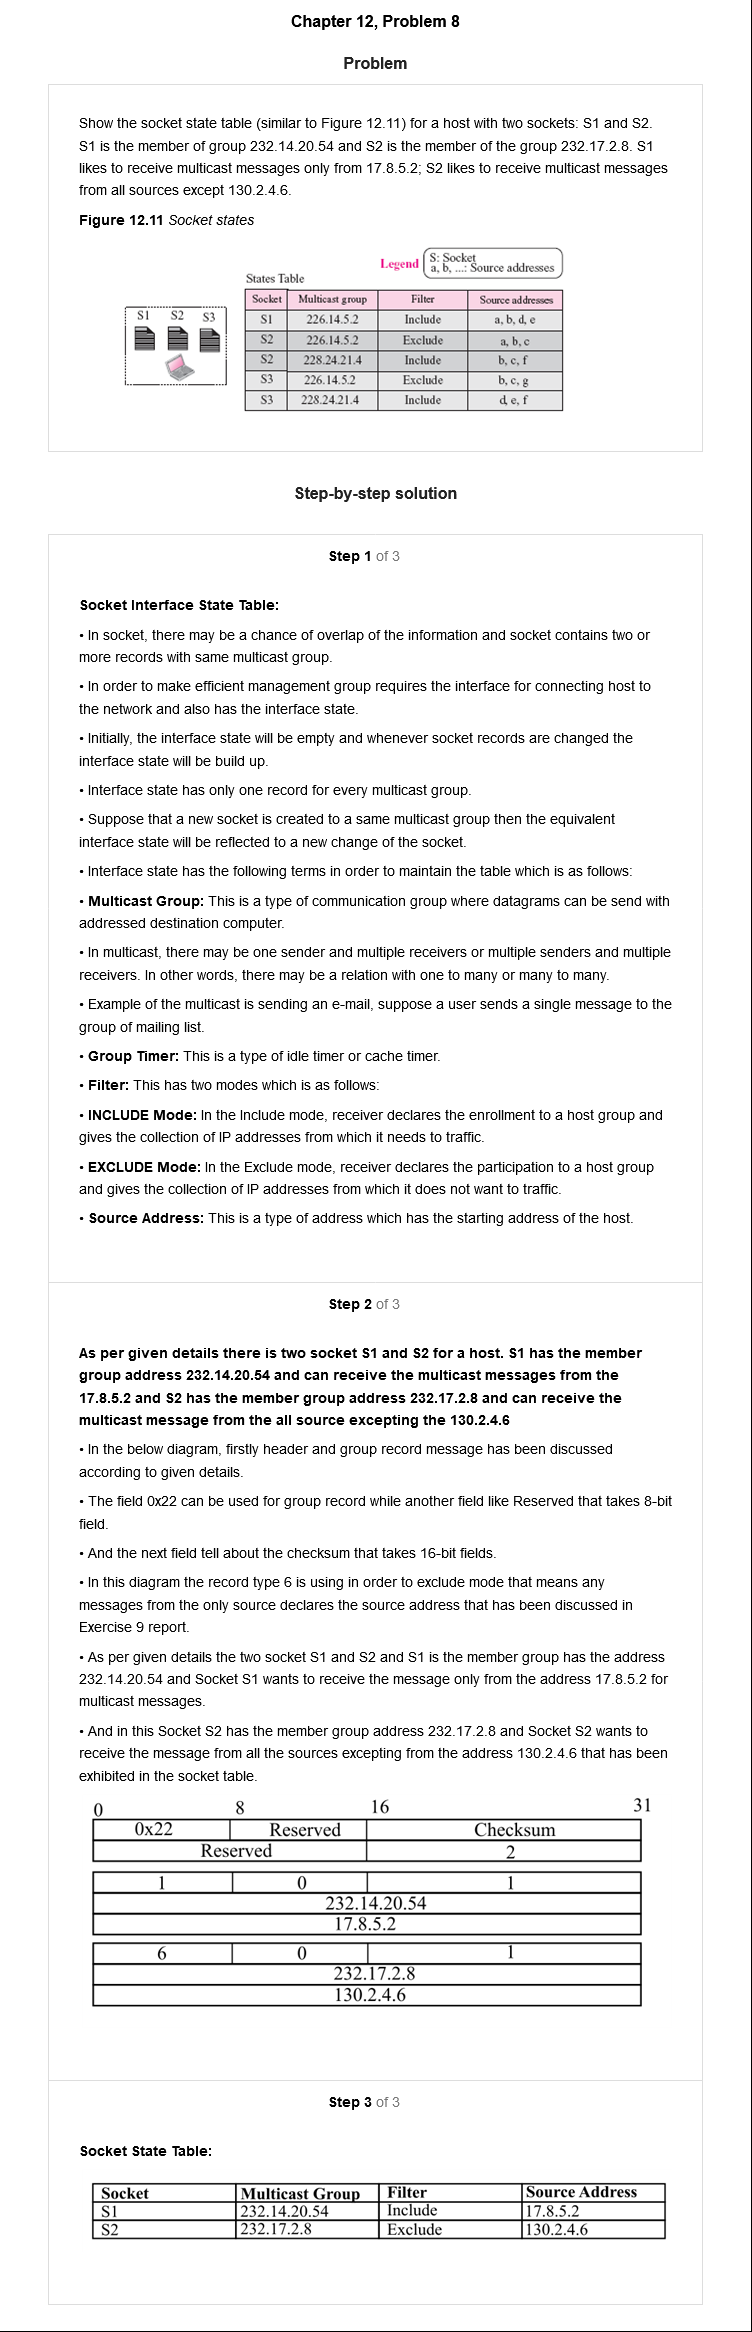 Chapter 12, Problem 8
Problem
Show the socket state table (similar to Figure 12.11) for a host with two sockets: S1 and S2.
S1 is the member of group 232.14.20.54 and S2 is the member of the group 232.17.2.8. S1
likes to receive multicast messages only from 17.8.5.2; S2 likes to receive multicast messages
from all sources except 130.2.4.6.
Figure 12.11 Socket states
Legend
S: Socket
a, b, ...: Source addresses
States Table
S1 S2 S3
Socket Multicast group Filter Source addresses
S1 226.14.5.2 Include a, b, d, e
S2 226.14.5.2 Exclude a, b, c
S2 228.24.21.4 Include b, c, f
S3 226.14.5.2 Exclude b, c, g
S3 228.24.21.4 Include d, e, f
Step-by-step solution
Step 1 of 3
Socket Interface State Table:
• In socket, there may be a chance of overlap of the information and socket contains two or
more records with same multicast group.
• In order to make efficient management group requires the interface for connecting host to
the network and also has the interface state.
• Initially, the interface state will be empty and whenever socket records are changed the
interface state will be build up.
• Interface state has only one record for every multicast group.
• Suppose that a new socket is created to a same multicast group then the equivalent
interface state will be reflected to a new change of the socket.
• Interface state has the following terms in order to maintain the table which is as follows:
• Multicast Group: This is a type of communication group where datagrams can be send with
addressed destination computer.
• In multicast, there may be one sender and multiple receivers or multiple senders and multiple
receivers. In other words, there may be a relation with one to many or many to many.
• Example of the multicast is sending an e-mail, suppose a user sends a single message to the
group of mailing list.
• Group Timer: This is a type of idle timer or cache timer.
• Filter: This has two modes which is as follows:
• INCLUDE Mode: In the Include mode, receiver declares the enrollment to a host group and
gives the collection of IP addresses from which it needs to traffic.
• EXCLUDE Mode: In the Exclude mode, receiver declares the participation to a host group
and gives the collection of IP addresses from which it does not want to traffic.
• Source Address: This is a type of address which has the starting address of the host.
Step 2 of 3
As per given details there is two socket S1 and S2 for a host. S1 has the member
group address 232.14.20.54 and can receive the multicast messages from the
17.8.5.2 and S2 has the member group address 232.17.2.8 and can receive the
multicast message from the all source excepting the 130.2.4.6
• In the below diagram, firstly header and group record message has been discussed
according to given details.
• The field 0x22 can be used for group record while another field like Reserved that takes 8-bit
field.
• And the next field tell about the checksum that takes 16-bit fields.
• In this diagram the record type 6 is using in order to exclude mode that means any
messages from the only source declares the source address that has been discussed in
Exercise 9 report.
• As per given details the two socket S1 and S2 and S1 is the member group has the address
232.14.20.54 and Socket S1 wants to receive the message only from the address 17.8.5.2 for
multicast messages.
• And in this Socket S2 has the member group address 232.17.2.8 and Socket S2 wants to
receive the message from all the sources excepting from the address 130.2.4.6 that has been
exhibited in the socket table.
0 8 16 31
0x22 Reserved Checksum
Reserved 2
1 0 1
232.14.20.54
17.8.5.2
6 0 1
232.17.2.8
130.2.4.6
Step 3 of 3
Socket State Table:
Socket Multicast Group Filter Source Address
S1 232.14.20.54 Include 17.8.5.2
S2 232.17.2.8 Exclude 130.2.4.6